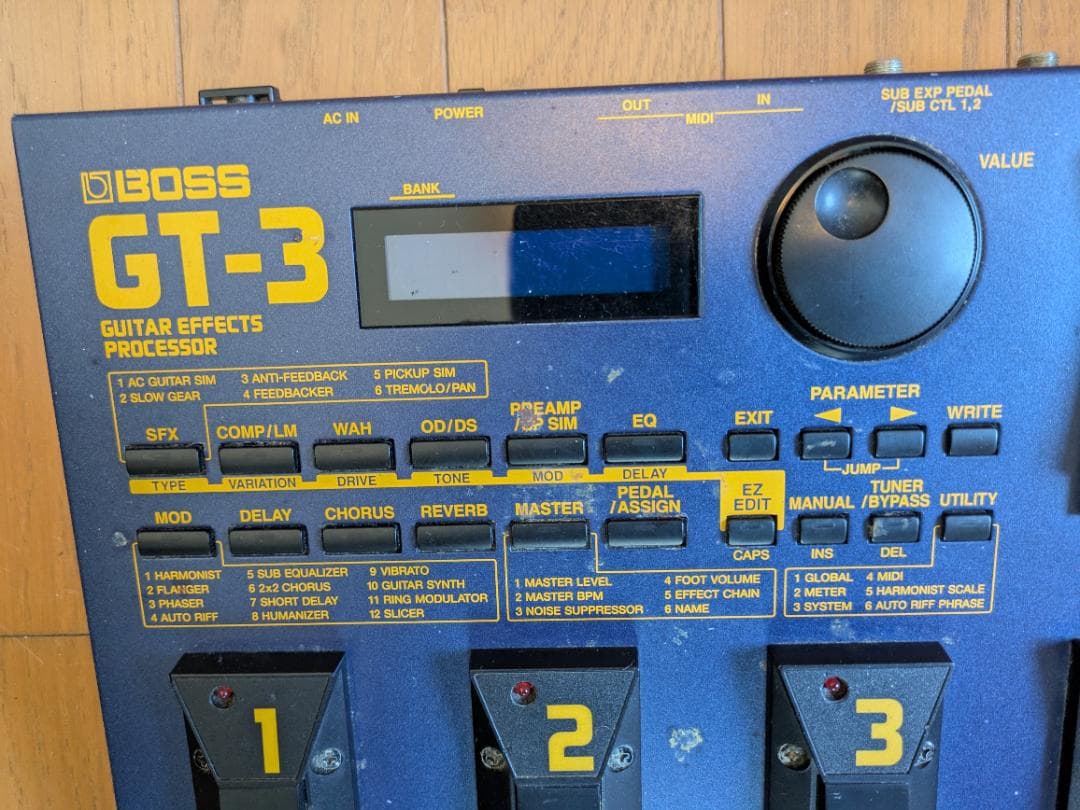 AC IN
POWER
OUT
IN
MIDI
SUB EXP PEDAL
/SUB CTL 1,2
VALUE
BOSS
BANK
GT-3
GUITAR EFFECTS
PROCESSOR
1 AC GUITAR SIM 3 ANTI-FEEDBACK 5 PICKUP SIM
2 SLOW GEAR 4 FEEDBACKER 6 TREMOLO/PAN
PARAMETER
SFX COMP/LM WAH OD/DS PREAMP
/SP SIM EQ EXIT WRITE
JUMP
TYPE VARIATION DRIVE TONE MOD DELAY
EZ
EDIT
MOD DELAY CHORUS REVERB MASTER PEDAL
/ASSIGN
MANUAL TUNER
/BYPASS UTILITY
CAPS INS DEL
1 HARMONIST 5 SUB EQUALIZER 9 VIBRATO
2 FLANGER 6 2x2 CHORUS 10 GUITAR SYNTH
3 PHASER 7 SHORT DELAY 11 RING MODULATOR
4 AUTO RIFF 8 HUMANIZER 12 SLICER
1 MASTER LEVEL 4 FOOT VOLUME
2 MASTER BPM 5 EFFECT CHAIN
3 NOISE SUPPRESSOR 6 NAME
1 GLOBAL 4 MIDI
2 METER 5 HARMONIST SCALE
3 SYSTEM 6 AUTO RIFF PHRASE
1 2 3